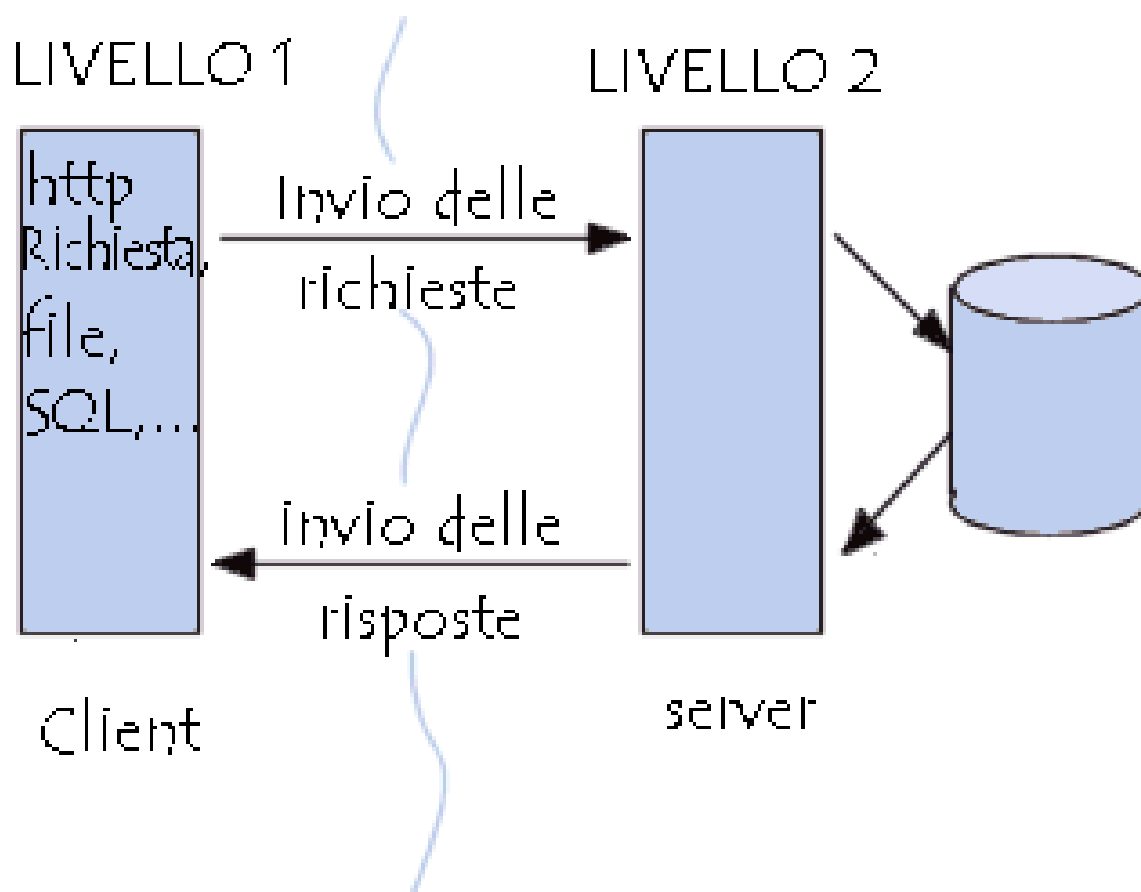 LIVELLO 1
LIVELLO 2
http
Richiesta,
file,
SQL,...
Invio delle
richieste
invio delle
risposte
Client
server